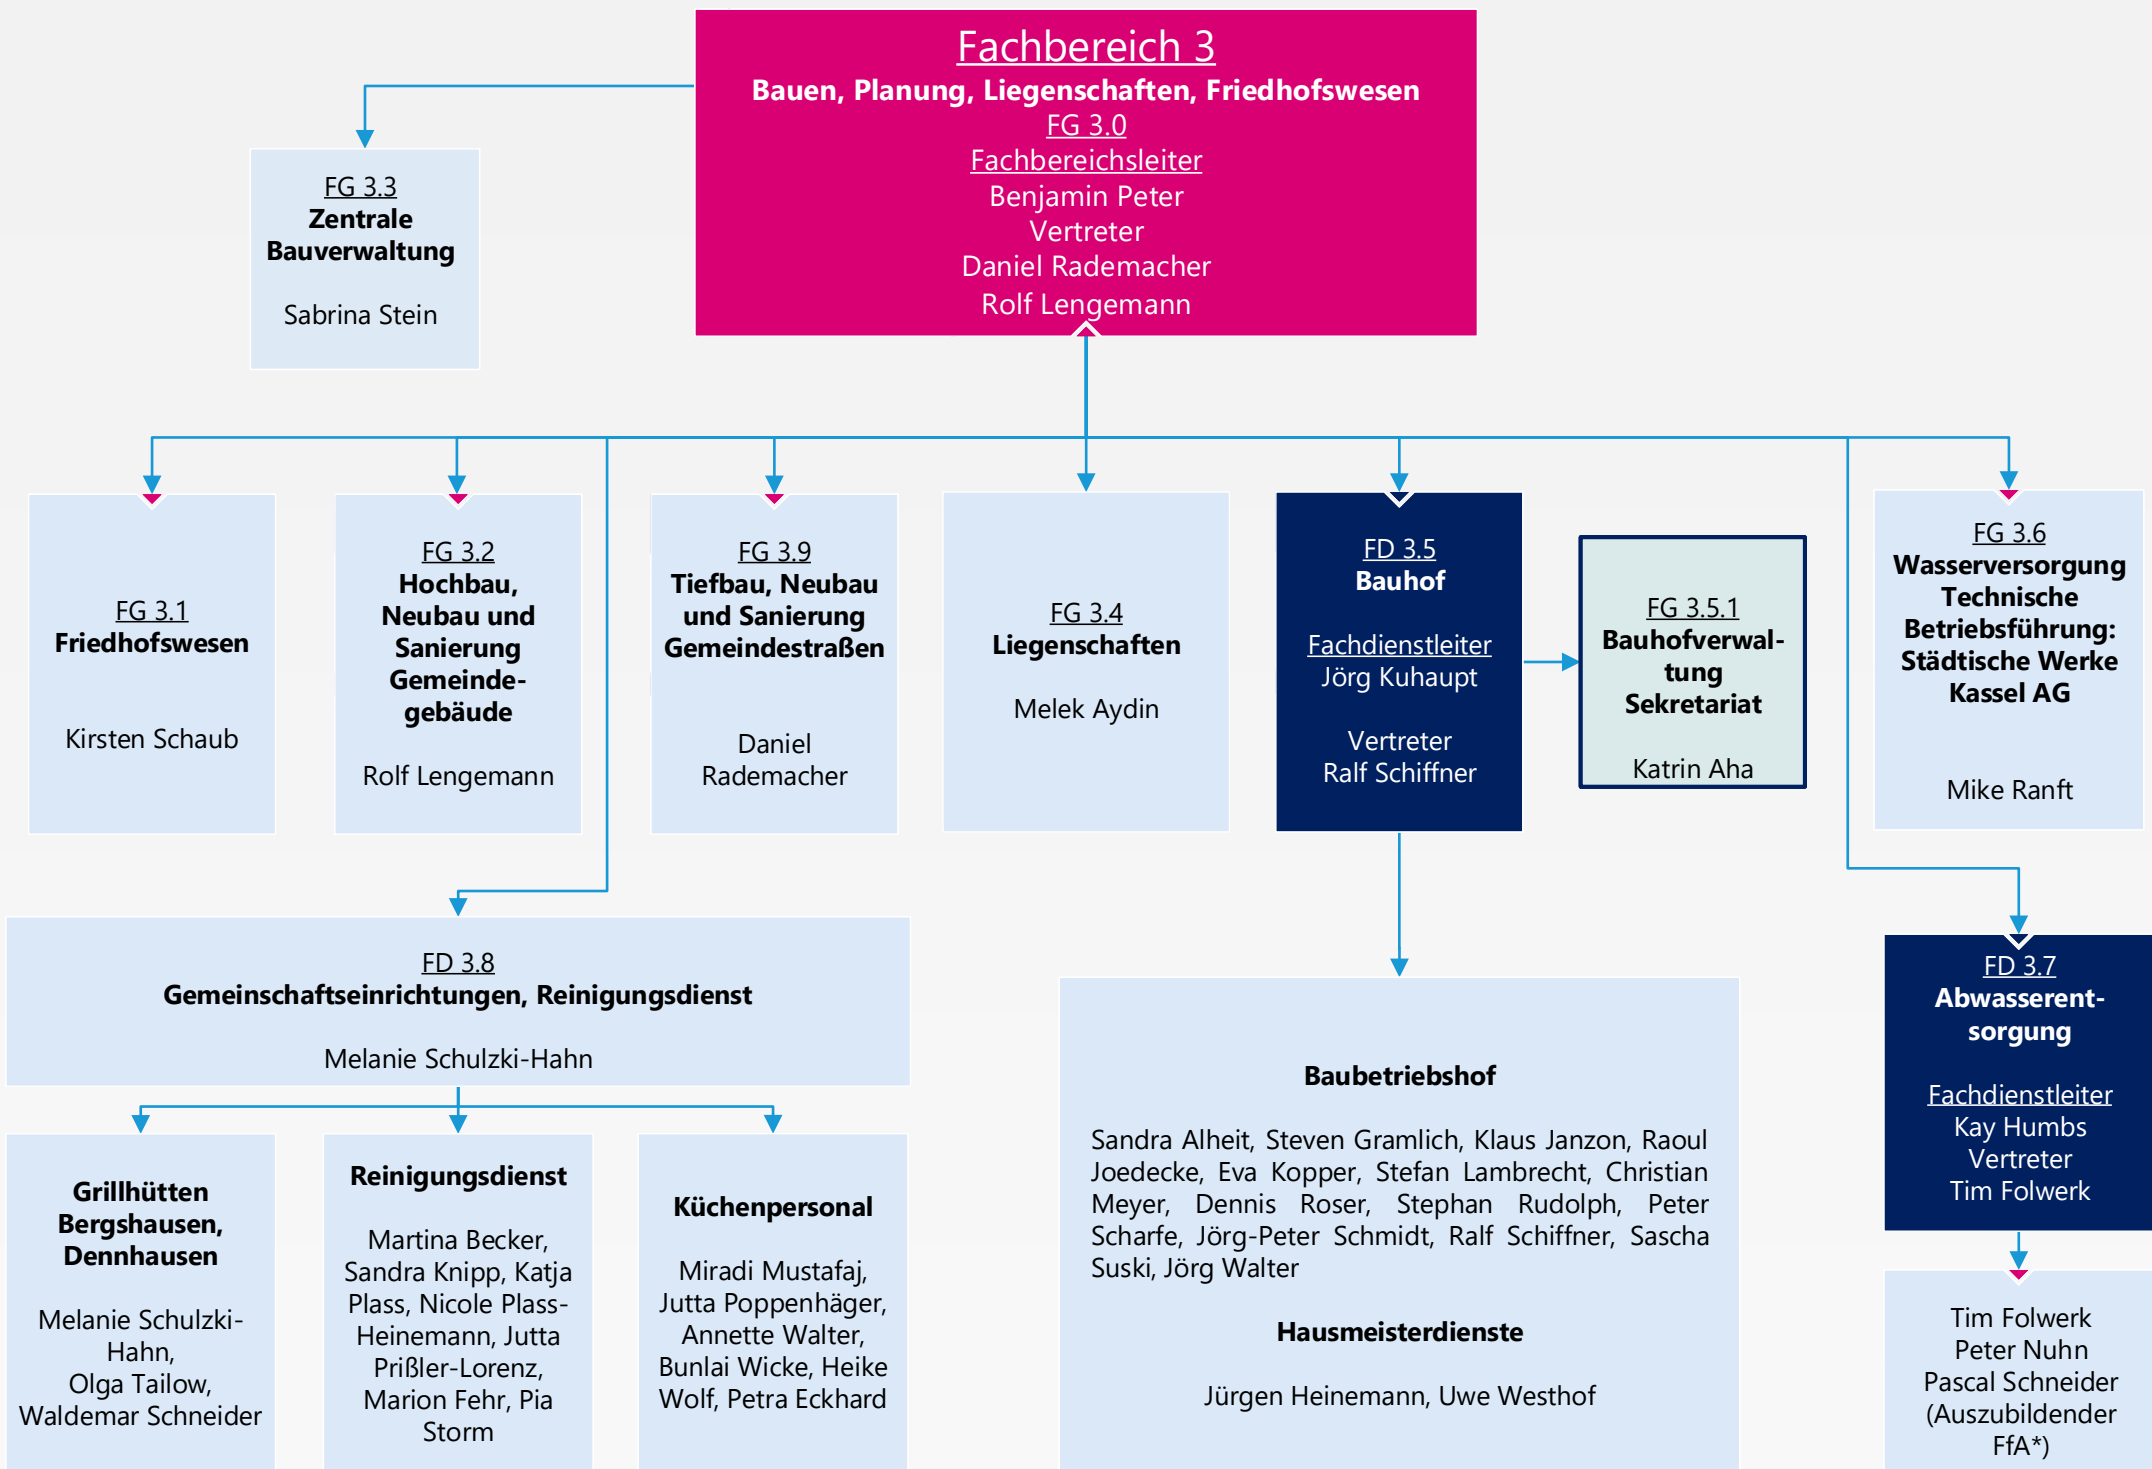 Fachbereich 3
Bauen, Planung, Liegenschaften, Friedhofswesen
FG 3.0
Fachbereichsleiter
Benjamin Peter
Vertreter
Daniel Rademacher
Rolf Lengemann
FG 3.3
Zentrale
Bauverwaltung
Sabrina Stein
FG 3.1
Friedhofswesen
Kirsten Schaub
FG 3.2
Hochbau,
Neubau und
Sanierung
Gemeinde-
gebäude
Rolf Lengemann
FG 3.9
Tiefbau, Neubau
und Sanierung
Gemeindestraßen
Daniel
Rademacher
FG 3.4
Liegenschaften
Melek Aydin
FD 3.5
Bauhof
Fachdienstleiter
Jörg Kuhaupt
Vertreter
Ralf Schiffner
FG 3.5.1
Bauhofverwal-
tung
Sekretariat
Katrin Aha
FG 3.6
Wasserversorgung
Technische
Betriebsführung:
Städtische Werke
Kassel AG
Mike Ranft
FD 3.8
Gemeinschaftseinrichtungen, Reinigungsdienst
Melanie Schulzki-Hahn
Grillhütten
Bergshausen,
Dennhausen
Melanie Schulzki-
Hahn,
Olga Tailow,
Waldemar Schneider
Reinigungsdienst
Martina Becker,
Sandra Knipp, Katja
Plass, Nicole Plass-
Heinemann, Jutta
Prißler-Lorenz,
Marion Fehr, Pia
Storm
Küchenpersonal
Miradi Mustafaj,
Jutta Poppenhäger,
Annette Walter,
Bunlai Wicke, Heike
Wolf, Petra Eckhard
Baubetriebshof
Sandra Alheit, Steven Gramlich, Klaus Janzon, Raoul
Joedecke, Eva Kopper, Stefan Lambrecht, Christian
Meyer, Dennis Roser, Stephan Rudolph, Peter
Scharfe, Jörg-Peter Schmidt, Ralf Schiffner, Sascha
Suski, Jörg Walter
Hausmeisterdienste
Jürgen Heinemann, Uwe Westhof
FD 3.7
Abwasserent-
sorgung
Fachdienstleiter
Kay Humbs
Vertreter
Tim Folwerk
Tim Folwerk
Peter Nuhn
Pascal Schneider
(Auszubildender
FfA*)